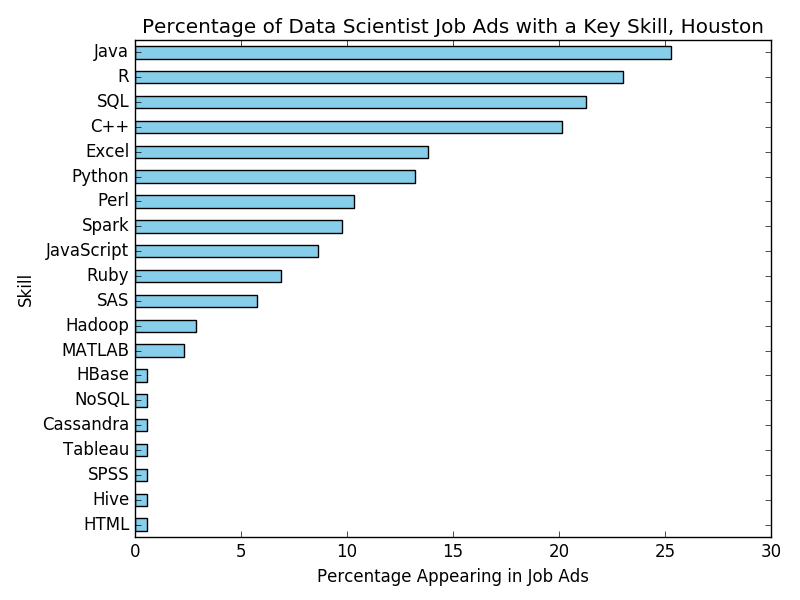 Percentage of Data Scientist Job Ads with a Key Skill, Houston
Java
R
SQL
C++
Excel
Python
Perl
Spark
JavaScript
Ruby
SAS
Hadoop
MATLAB
HBase
NoSQL
Cassandra
Tableau
SPSS
Hive
HTML
Skill
0 5 10 15 20 25 30
Percentage Appearing in Job Ads